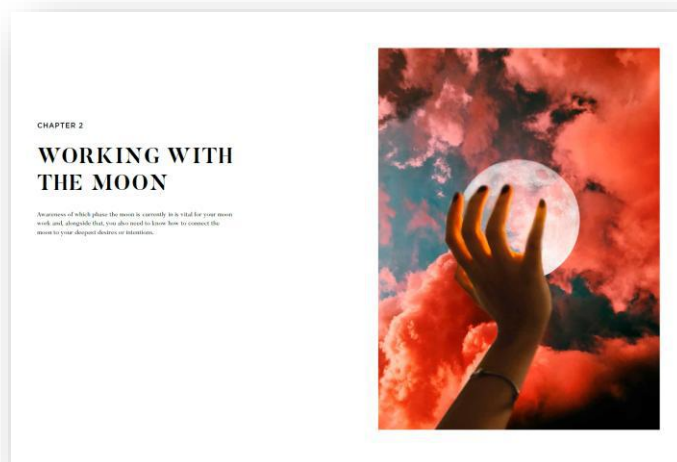 CHAPTER 2
WORKING WITH
THE MOON
Awareness of which phase the moon is currently in is vital for your moon
work and, alongside that, you also need to know how to connect the
moon to your deepest desires or intentions.